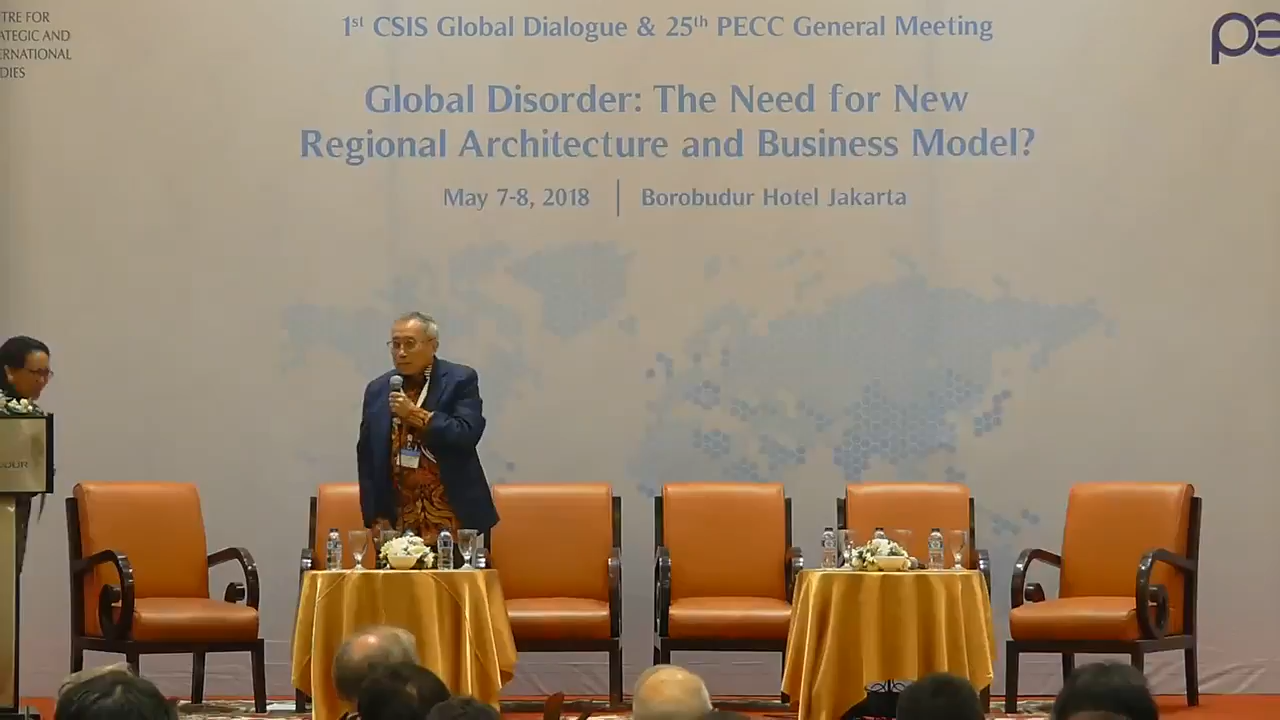 TRE FOR
ATEGIC AND
ERNATIONAL
DIES
1st CSIS Global Dialogue & 25th PECC General Meeting
pe
Global Disorder: The Need for New
Regional Architecture and Business Model?
May 7-8, 2018 | Borobudur Hotel Jakarta
UDUR